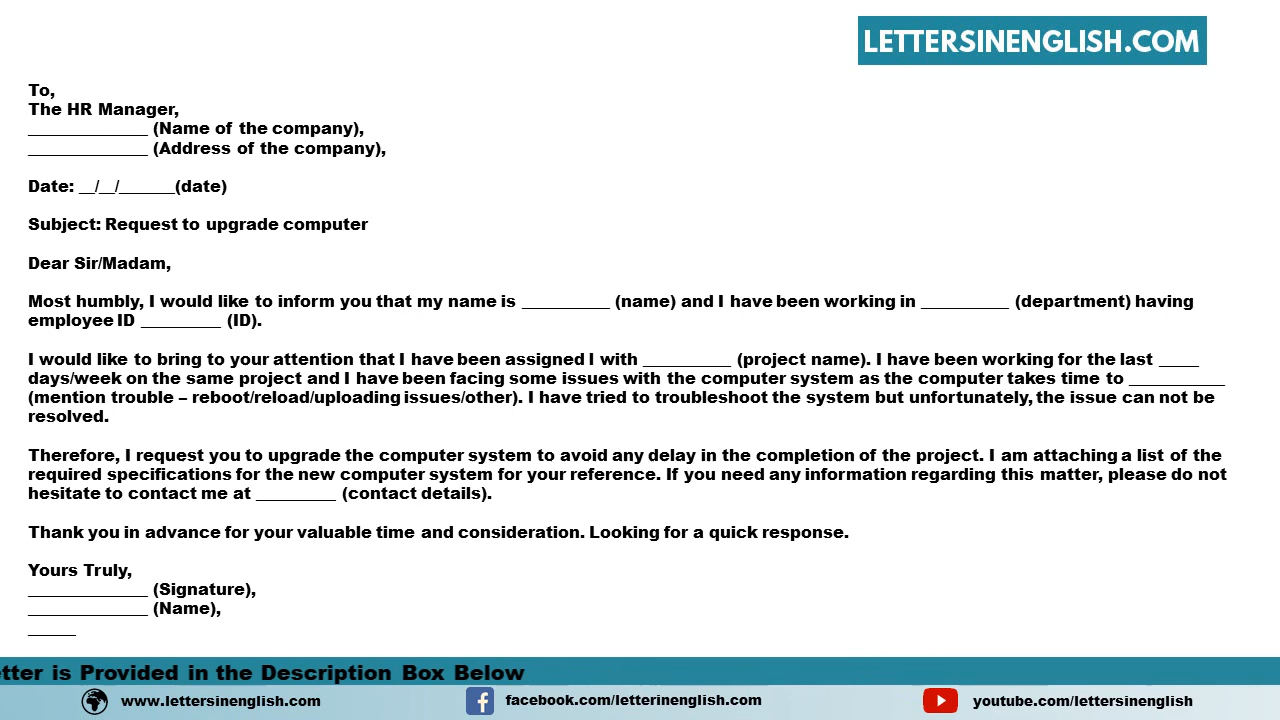 LETTERSINENGLISH.COM
To,
The HR Manager,
_______________ (Name of the company),
_______________ (Address of the company),
Date: __/__/_______(date)
Subject: Request to upgrade computer
Dear Sir/Madam,
Most humbly, I would like to inform you that my name is ___________ (name) and I have been working in ___________ (department) having
employee ID __________ (ID).
I would like to bring to your attention that I have been assigned I with ___________ (project name). I have been working for the last _____
days/week on the same project and I have been facing some issues with the computer system as the computer takes time to ____________
(mention trouble – reboot/reload/uploading issues/other). I have tried to troubleshoot the system but unfortunately, the issue can not be
resolved.
Therefore, I request you to upgrade the computer system to avoid any delay in the completion of the project. I am attaching a list of the
required specifications for the new computer system for your reference. If you need any information regarding this matter, please do not
hesitate to contact me at __________ (contact details).
Thank you in advance for your valuable time and consideration. Looking for a quick response.
Yours Truly,
_______________ (Signature),
_______________ (Name),
______
etter is Provided in the Description Box Below
www.lettersinenglish.com
facebook.com/letterinenglish.com
youtube.com/lettersinenglish